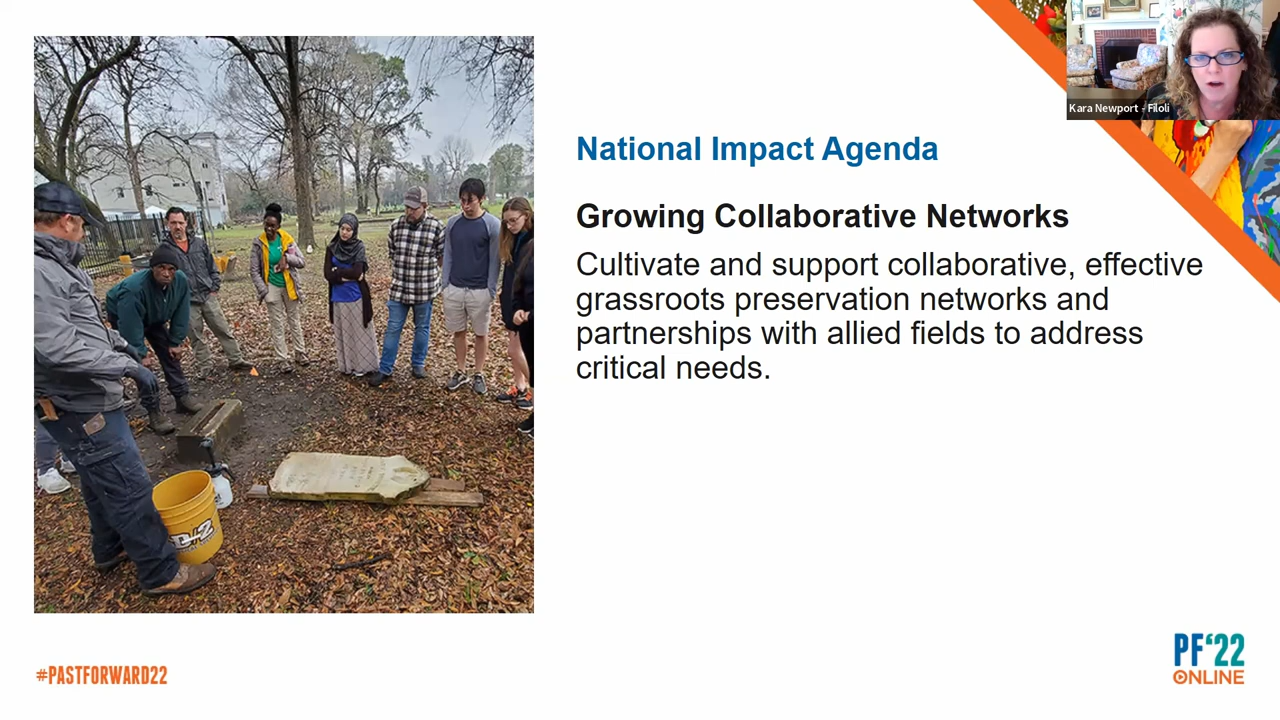 Kara Newport - Filoli
National Impact Agenda
Growing Collaborative Networks
Cultivate and support collaborative, effective
grassroots preservation networks and
partnerships with allied fields to address
critical needs.
#PASTFORWARD22
PF‘22
ONLINE